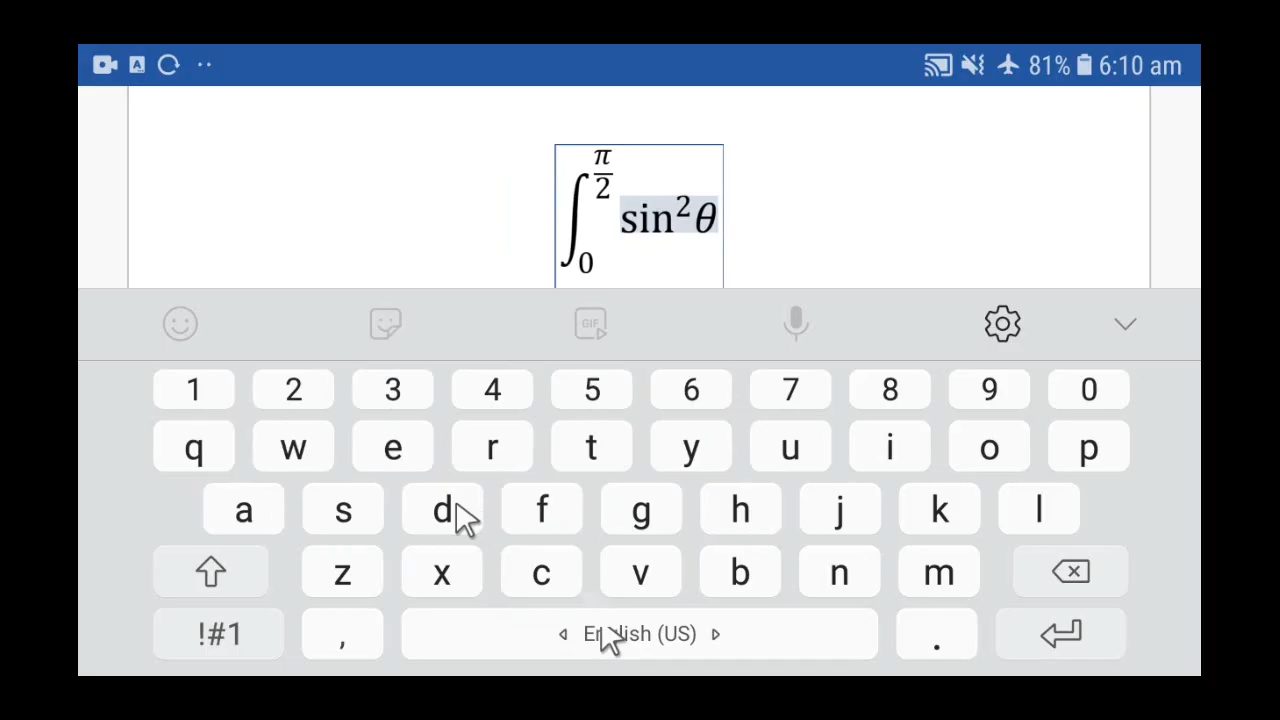 81% 6:10 am
∫₀^(π/2) sin²θ
GIF
1 2 3 4 5 6 7 8 9 0
q w e r t y u i o p
a s d f g h j k l
z x c v b n m
!#1 , English (US) .